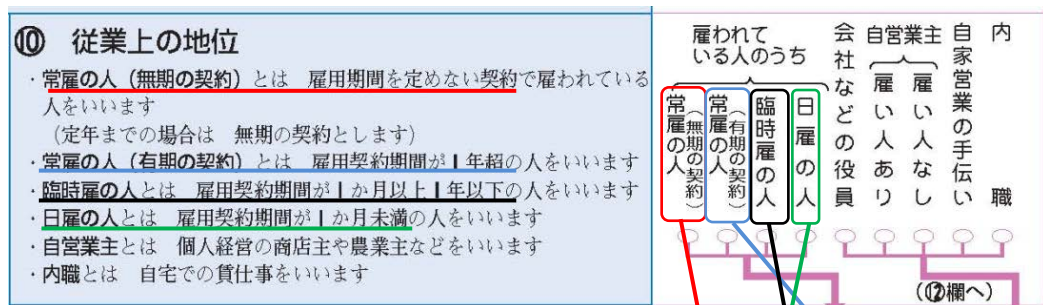 ⑩ 従業上の地位
・常雇の人（無期の契約）とは 雇用期間を定めない契約で雇われている
人をいいます
（定年までの場合は 無期の契約とします）
・常雇の人（有期の契約）とは 雇用契約期間が1年超の人をいいます
・臨時雇の人とは 雇用契約期間が1か月以上1年以下の人をいいます
・日雇の人とは 雇用契約期間が1か月未満の人をいいます
・自営業主とは 個人経営の商店主や農業主などをいいます
・内職とは 自宅での賃仕事をいいます
雇われて
いる人のうち
常雇の人
（無期の契約）
常雇の人
（有期の契約）
臨時雇の人
日雇の人
会社などの役員
自営業主
雇い人あり
雇い人なし
自家営業の手伝い
内職
（⑫欄へ）